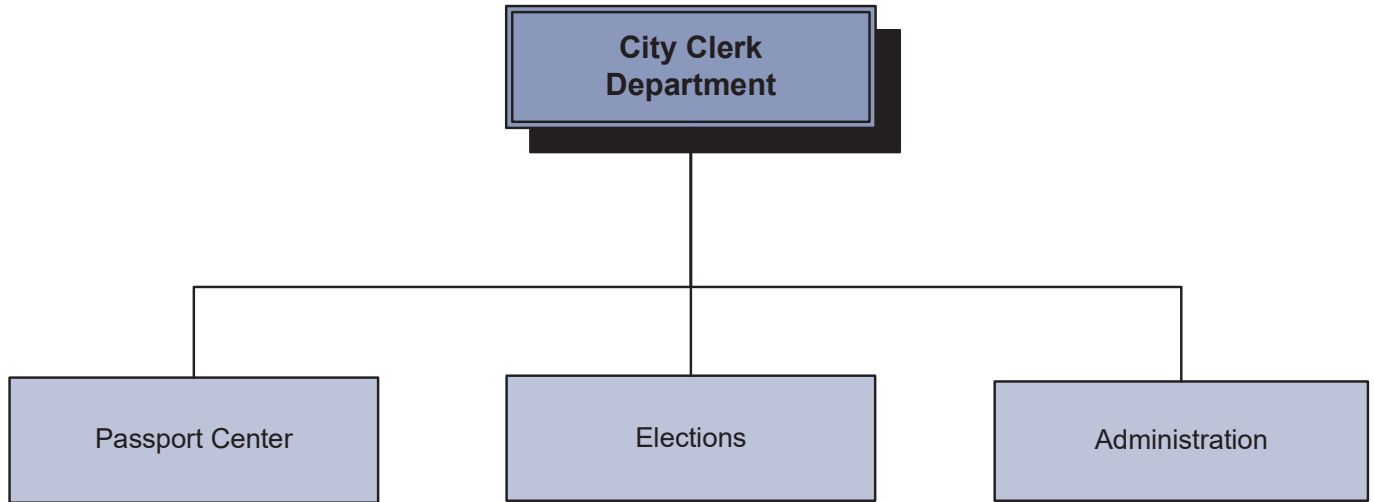 City Clerk
Department
Passport Center
Elections
Administration